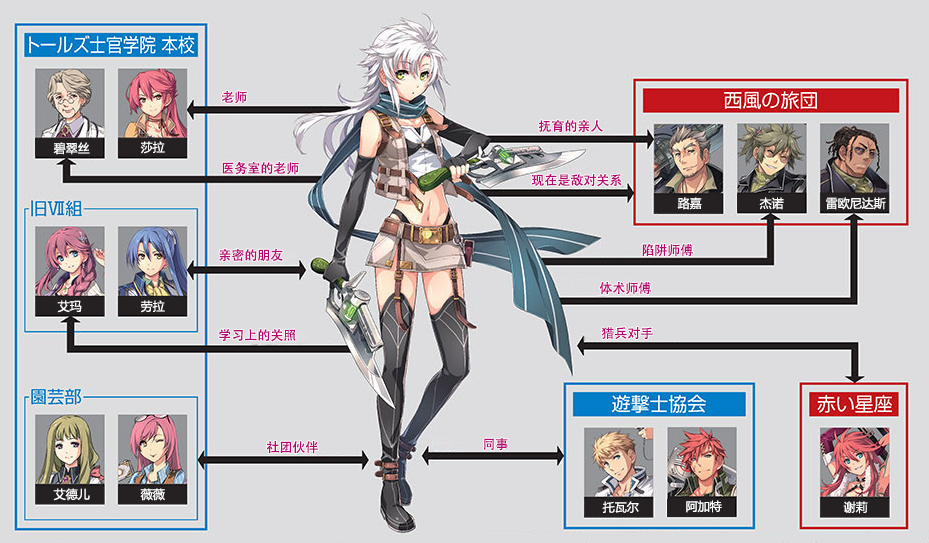 トールズ士官学院 本校
碧翠丝
莎拉
老师
医务室的老师
旧Ⅶ組
艾玛
劳拉
亲密的朋友
学习上的关照
園芸部
艾德儿
薇薇
社团伙伴
西風の旅団
路嘉
杰诺
雷欧尼达斯
抚育的亲人
现在是敌对关系
陷阱师傅
体术师傅
猎兵对手
遊撃士協会
托瓦尔
阿加特
同事
赤い星座
谢莉